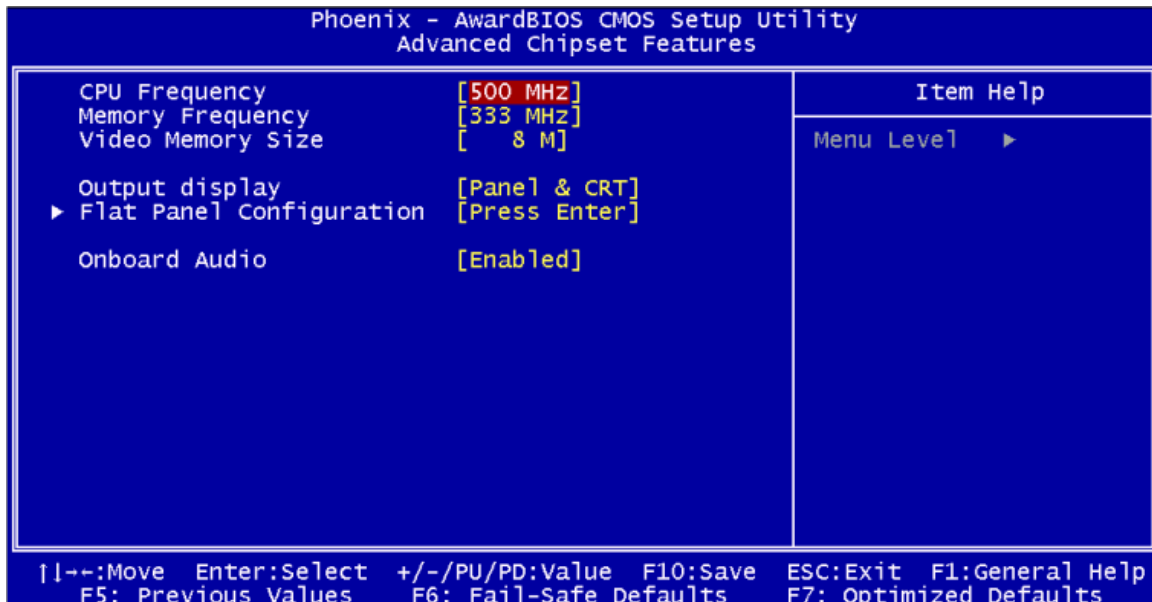 Phoenix - AwardBIOS CMOS Setup Utility
Advanced Chipset Features
CPU Frequency [500 MHz]
Memory Frequency [333 MHz]
Video Memory Size [ 8 M]
Output display [Panel & CRT]
▶ Flat Panel Configuration [Press Enter]
Onboard Audio [Enabled]
Item Help
Menu Level ▶
↑↓→←:Move Enter:Select +/-/PU/PD:Value F10:Save ESC:Exit F1:General Help
F5: Previous Values F6: Fail-Safe Defaults F7: Optimized Defaults